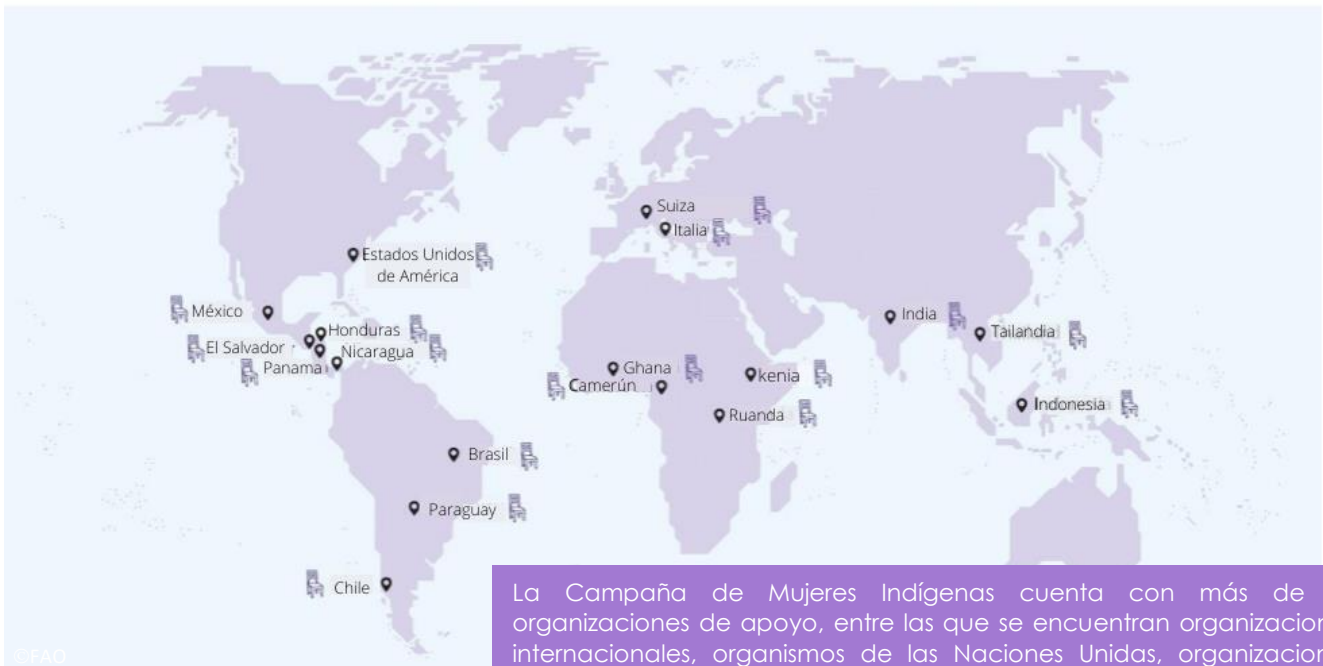 Suiza
Italia
Estados Unidos
de América
México
Honduras
El Salvador
Nicaragua
Panama
India
Tailandia
Ghana
Camerún
kenia
Ruanda
Indonesia
Brasil
Paraguay
Chile
La Campaña de Mujeres Indígenas cuenta con más de
organizaciones de apoyo, entre las que se encuentran
internacionales, organismos de las Naciones Unidas,
©FAO